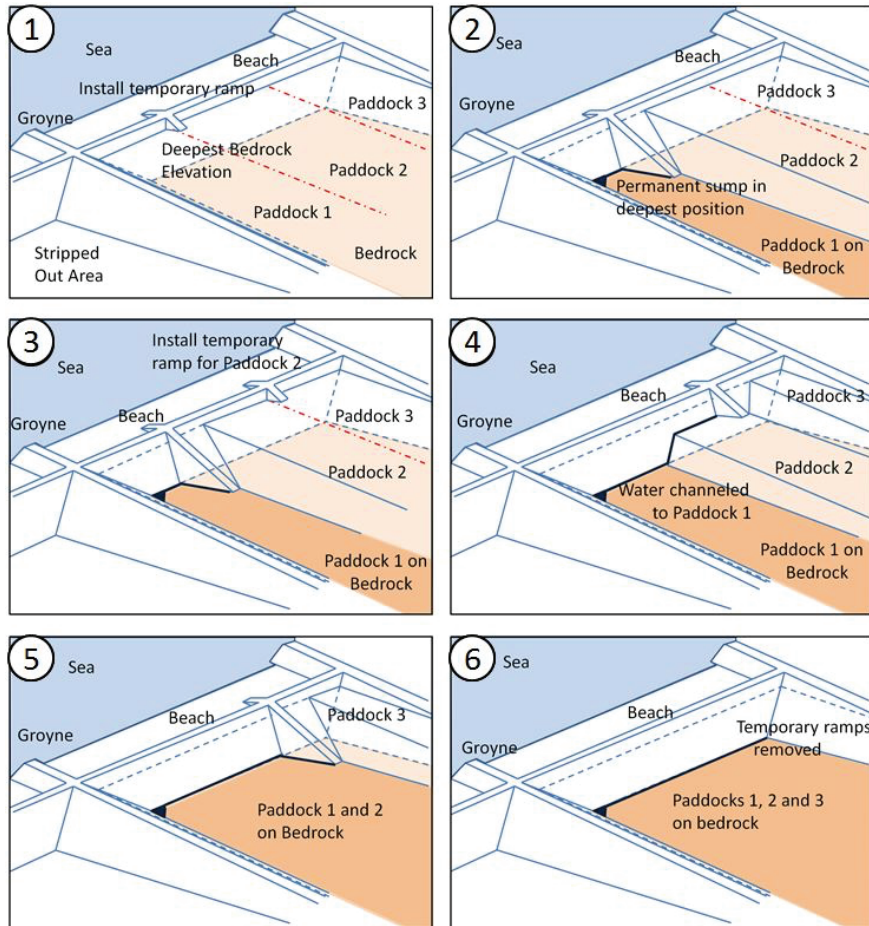 1
Sea
Beach
Install temporary ramp
Groyne
Paddock 3
Deepest Bedrock
Elevation
Paddock 2
Paddock 1
Stripped
Out Area
Bedrock
2
Sea
Beach
Groyne
Paddock 3
Paddock 2
Permanent sump in
deepest position
Paddock 1 on
Bedrock
3
Install temporary
ramp for Paddock 2
Sea
Groyne
Beach
Paddock 3
Paddock 2
Paddock 1 on
Bedrock
4
Sea
Beach
Groyne
Paddock 3
Paddock 2
Water channeled
to Paddock 1
Paddock 1 on
Bedrock
5
Sea
Beach
Groyne
Paddock 3
Paddock 1 and 2
on Bedrock
6
Sea
Beach
Groyne
Temporary ramps
removed
Paddocks 1, 2 and 3
on bedrock